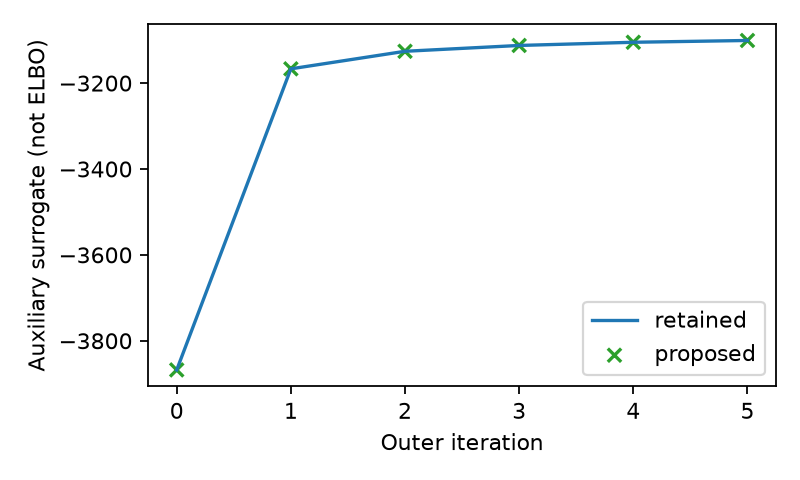 Auxiliary surrogate (not ELBO)
−3200
−3400
−3600
−3800
retained
proposed
0 1 2 3 4 5
Outer iteration